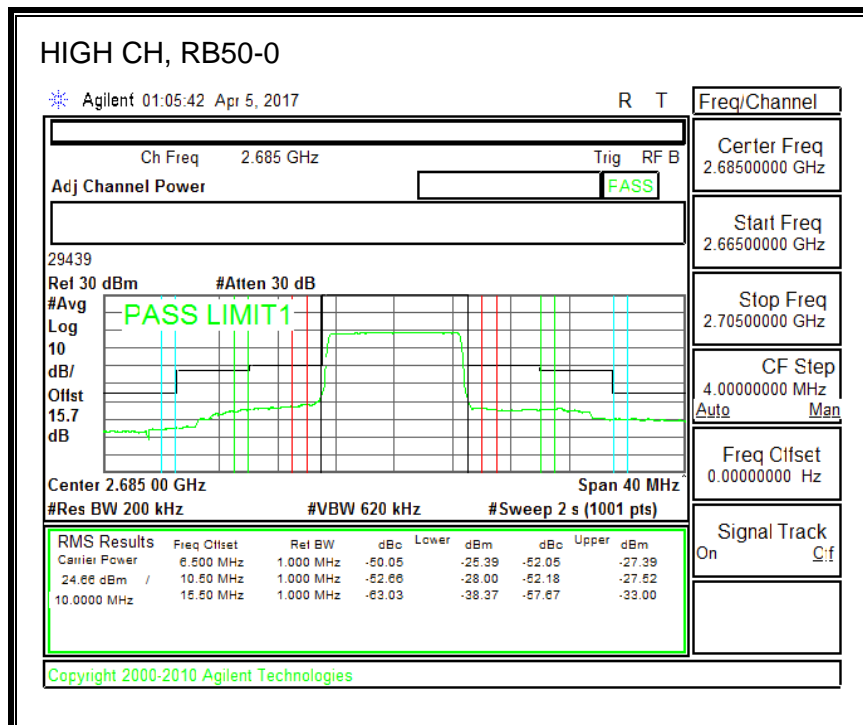 HIGH CH, RB50-0
Agilent 01:05:42 Apr 5, 2017 R T
Freq/Channel
Ch Freq 2.685 GHz Trig RF B
Adj Channel Power PASS
Center Freq
2.68500000 GHz
Start Freq
2.66500000 GHz
Stop Freq
2.70500000 GHz
CF Step
4.00000000 MHz
Auto Man
Freq Offset
0.00000000 Hz
Signal Track
On Off
29439
Ref 30 dBm #Atten 30 dB
#Avg
Log
10
dB/
Offst
15.7
dB
PASS LIMIT1
Center 2.685 00 GHz Span 40 MHz
#Res BW 200 kHz #VBW 620 kHz #Sweep 2 s (1001 pts)
RMS Results Freq Offset Ref BW dBc Lower dBm dBc Upper dBm
Carrier Power 6.500 MHz 1.000 MHz -50.05 -25.39 -52.05 -27.39
24.66 dBm / 10.50 MHz 1.000 MHz -52.66 -28.00 -52.18 -27.52
10.0000 MHz 15.50 MHz 1.000 MHz -63.03 -38.37 -57.67 -33.00
Copyright 2000-2010 Agilent Technologies